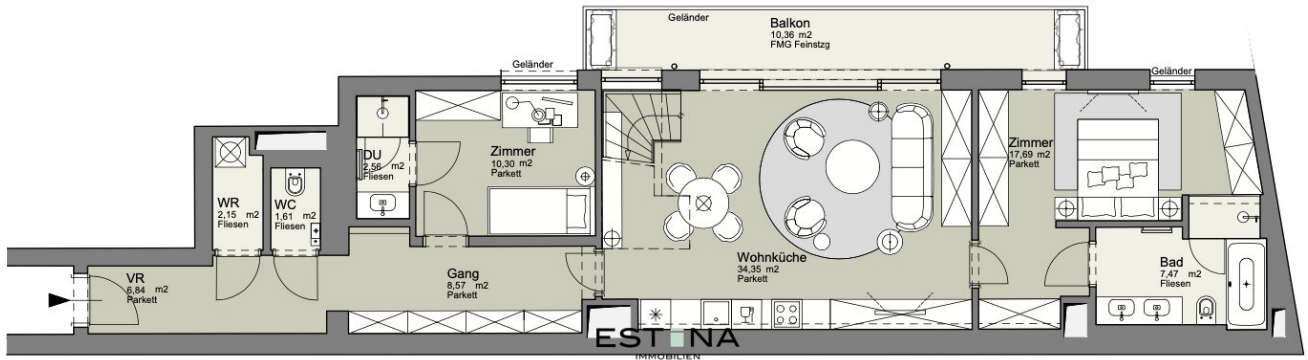 Geländer
Balkon
10,36 m2
FMG Feinstzg
Geländer
Geländer
DU
2,56 m2
Fliesen
Zimmer
10,30 m2
Parkett
Zimmer
17,69 m2
Parkett
WR
2,15 m2
Fliesen
WC
1,61 m2
Fliesen
VR
6,84 m2
Parkett
Gang
8,57 m2
Parkett
Wohnküche
34,35 m2
Parkett
Bad
7,47 m2
Fliesen
ESTINA
IMMOBILIEN